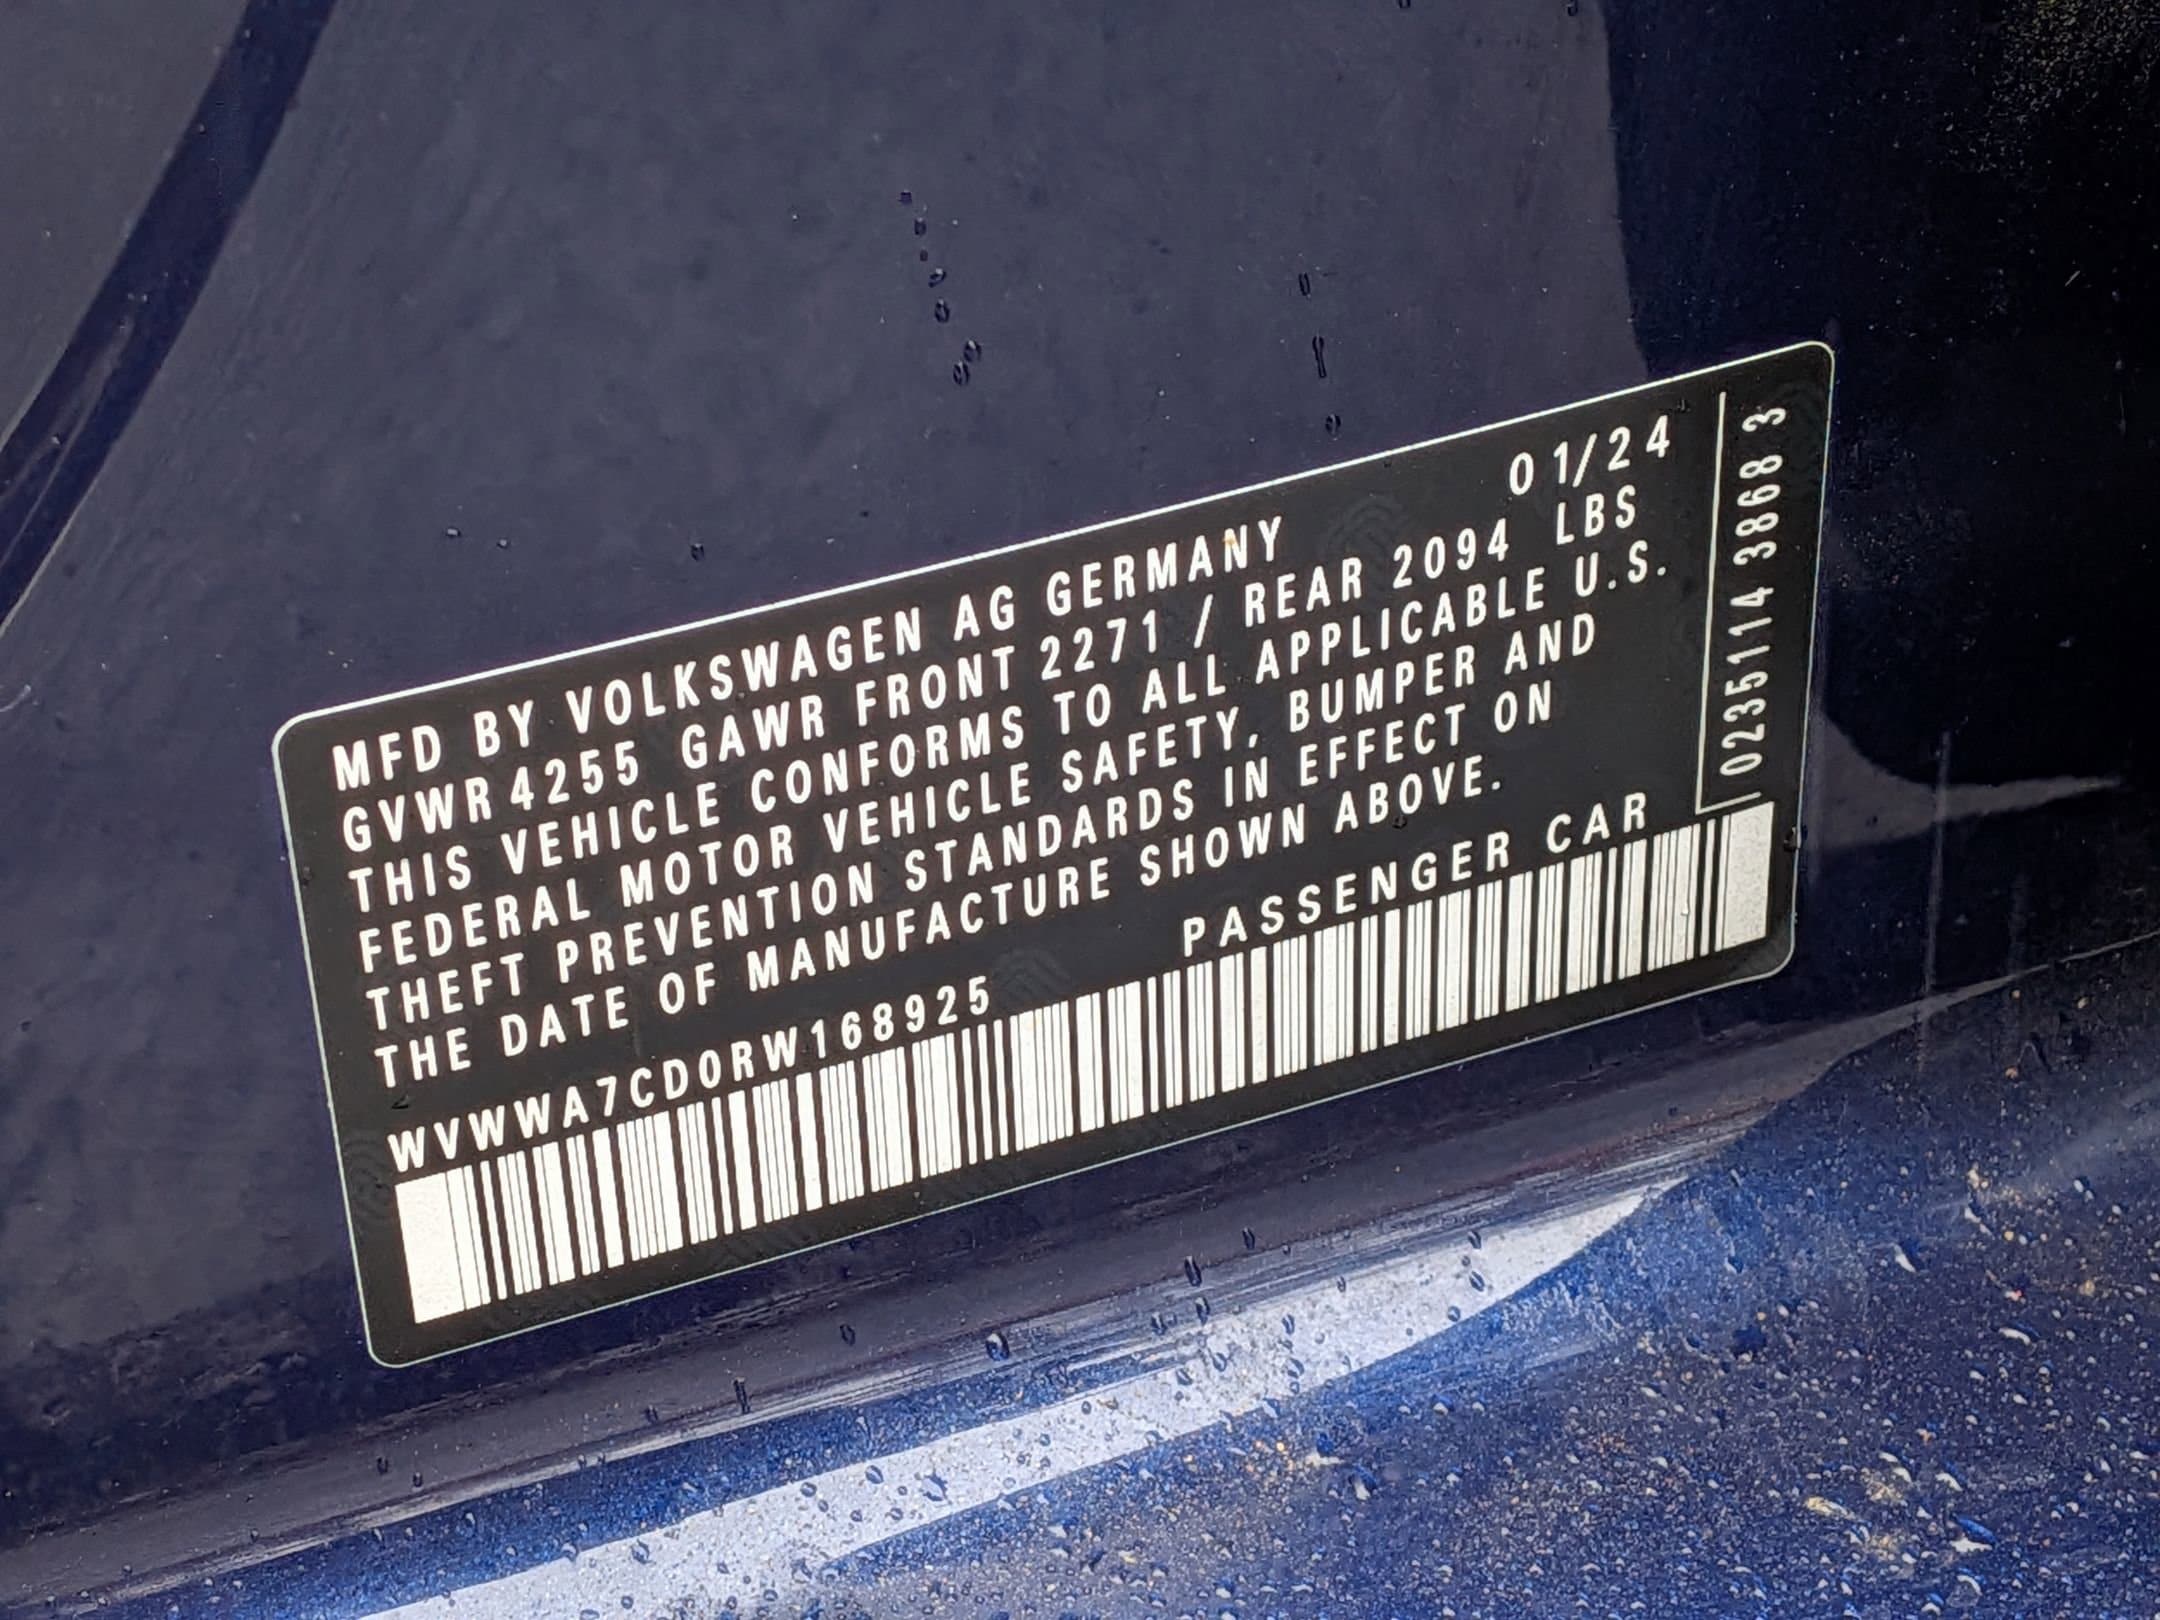 MFD BY VOLKSWAGEN AG GERMANY 01/24
GVWR 4255 GAWR FRONT 2271 / REAR 2094 LBS
THIS VEHICLE CONFORMS TO ALL APPLICABLE U.S.
FEDERAL MOTOR VEHICLE SAFETY, BUMPER AND
THEFT PREVENTION STANDARDS IN EFFECT ON
THE DATE OF MANUFACTURE SHOWN ABOVE.
WVWWA7CD0RW168925 PASSENGER CAR
0235114 3868 3